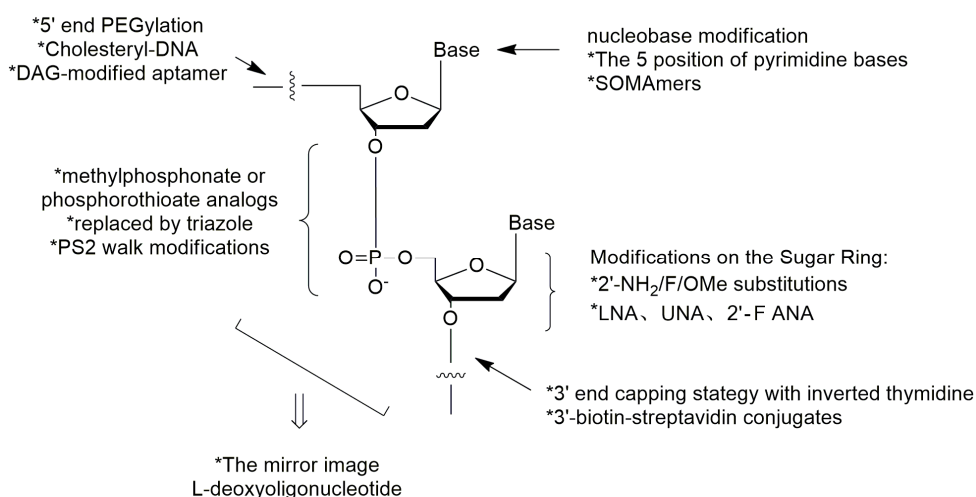 *5' end PEGylation
*Cholesteryl-DNA
*DAG-modified aptamer
Base
nucleobase modification
*The 5 position of pyrimidine bases
*SOMAmers
O
O
*methylphosphonate or
phosphorothioate analogs
*replaced by triazole
*PS2 walk modifications
Base
O=P-O
O-
O
O
Modifications on the Sugar Ring:
*2'-NH2/F/OMe substitutions
*LNA、UNA、2'-F ANA
*3' end capping stategy with inverted thymidine
*3'-biotin-streptavidin conjugates
*The mirror image
L-deoxyoligonucleotide